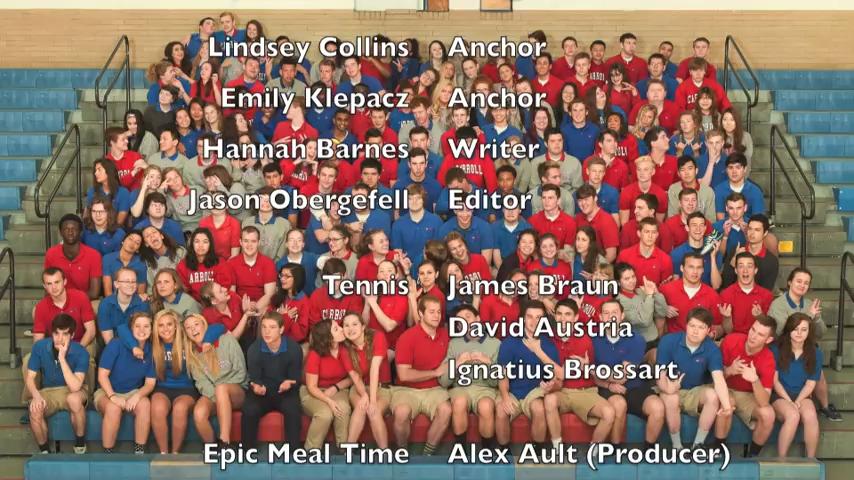 Lindsey Collins Anchor
Emily Klepacz Anchor
Hannah Barnes Writer
Jason Obergefell Editor
Tennis James Braun
David Austria
Ignatius Brossart
Epic Meal Time Alex Ault (Producer)